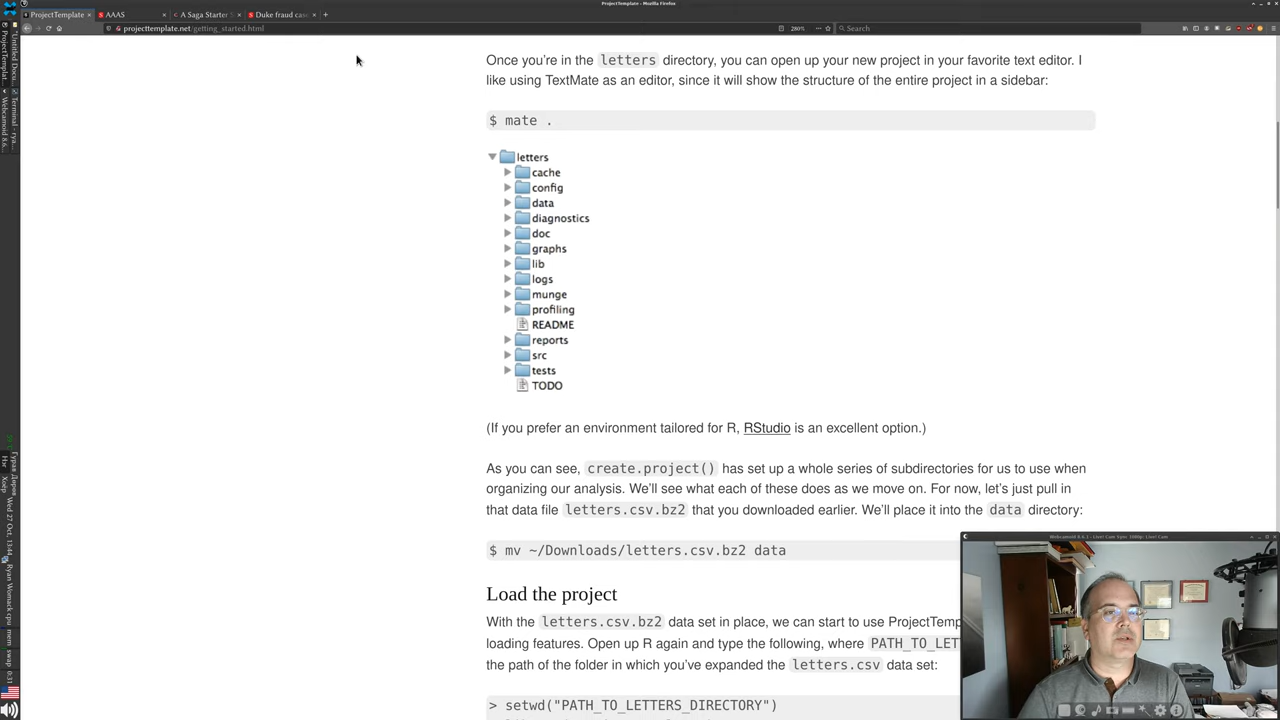 ProjectTemplate - Mozilla Firefox
ProjectTemplate
AAAS
A Saga Starter
Duke fraud case
projecttemplate.net/getting_started.html
280%
Search
Once you're in the letters directory, you can open up your new project in your favorite text editor. I
like using TextMate as an editor, since it will show the structure of the entire project in a sidebar:
$ mate .
letters
cache
config
data
diagnostics
doc
graphs
lib
logs
munge
profiling
README
reports
src
tests
TODO
(If you prefer an environment tailored for R, RStudio is an excellent option.)
As you can see, create.project() has set up a whole series of subdirectories for us to use when
organizing our analysis. We'll see what each of these does as we move on. For now, let's just pull in
that data file letters.csv.bz2 that you downloaded earlier. We'll place it into the data directory:
$ mv ~/Downloads/letters.csv.bz2 data
Load the project
With the letters.csv.bz2 data set in place, we can start to use ProjectTemp
loading features. Open up R again and type the following, where PATH_TO_LET
the path of the folder in which you've expanded the letters.csv data set:
setwd("PATH_TO_LETTERS_DIRECTORY")